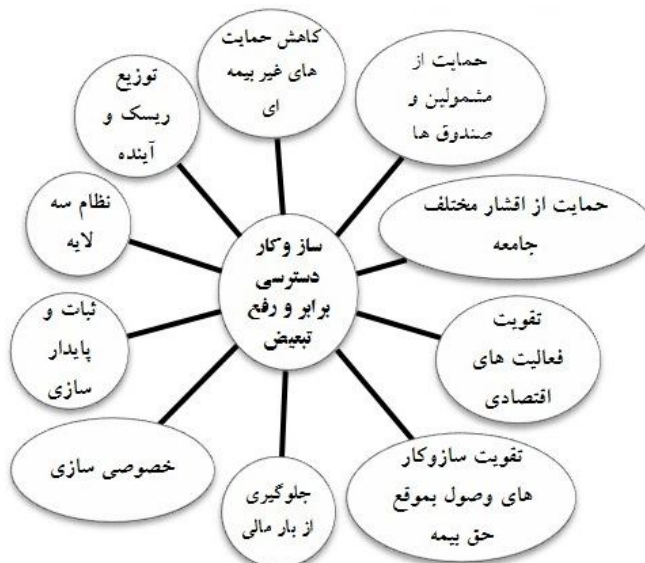 کاهش حمایت
های غیر بیمه
ای
حمایت از
مشمولین و
صندوق ها
حمایت از اقشار مختلف
جامعه
تقویت
فعالیت های
اقتصادی
تقویت سازوکار
های وصول بموقع
حق بیمه
جلوگیری
از بار مالی
خصوصی سازی
ثبات و
پایدار
سازی
نظام سه
لایه
توزیع
ریسک و
آینده
ساز وکار
دسترسی
برابر و رفع
تبعیض